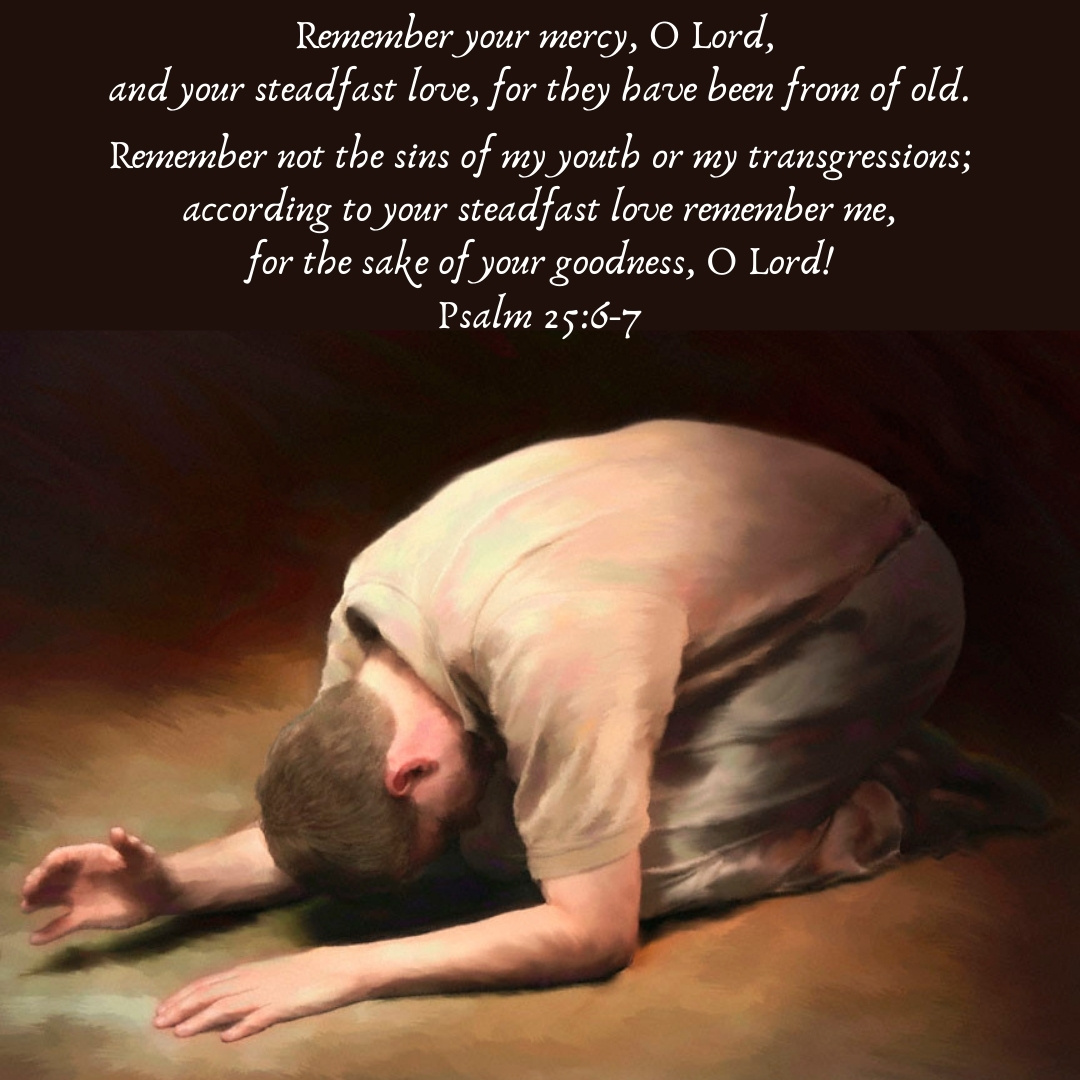 Remember your mercy, O Lord,
and your steadfast love, for they have been from of old.
Remember not the sins of my youth or my transgressions;
according to your steadfast love remember me,
for the sake of your goodness, O Lord!
Psalm 25:6-7